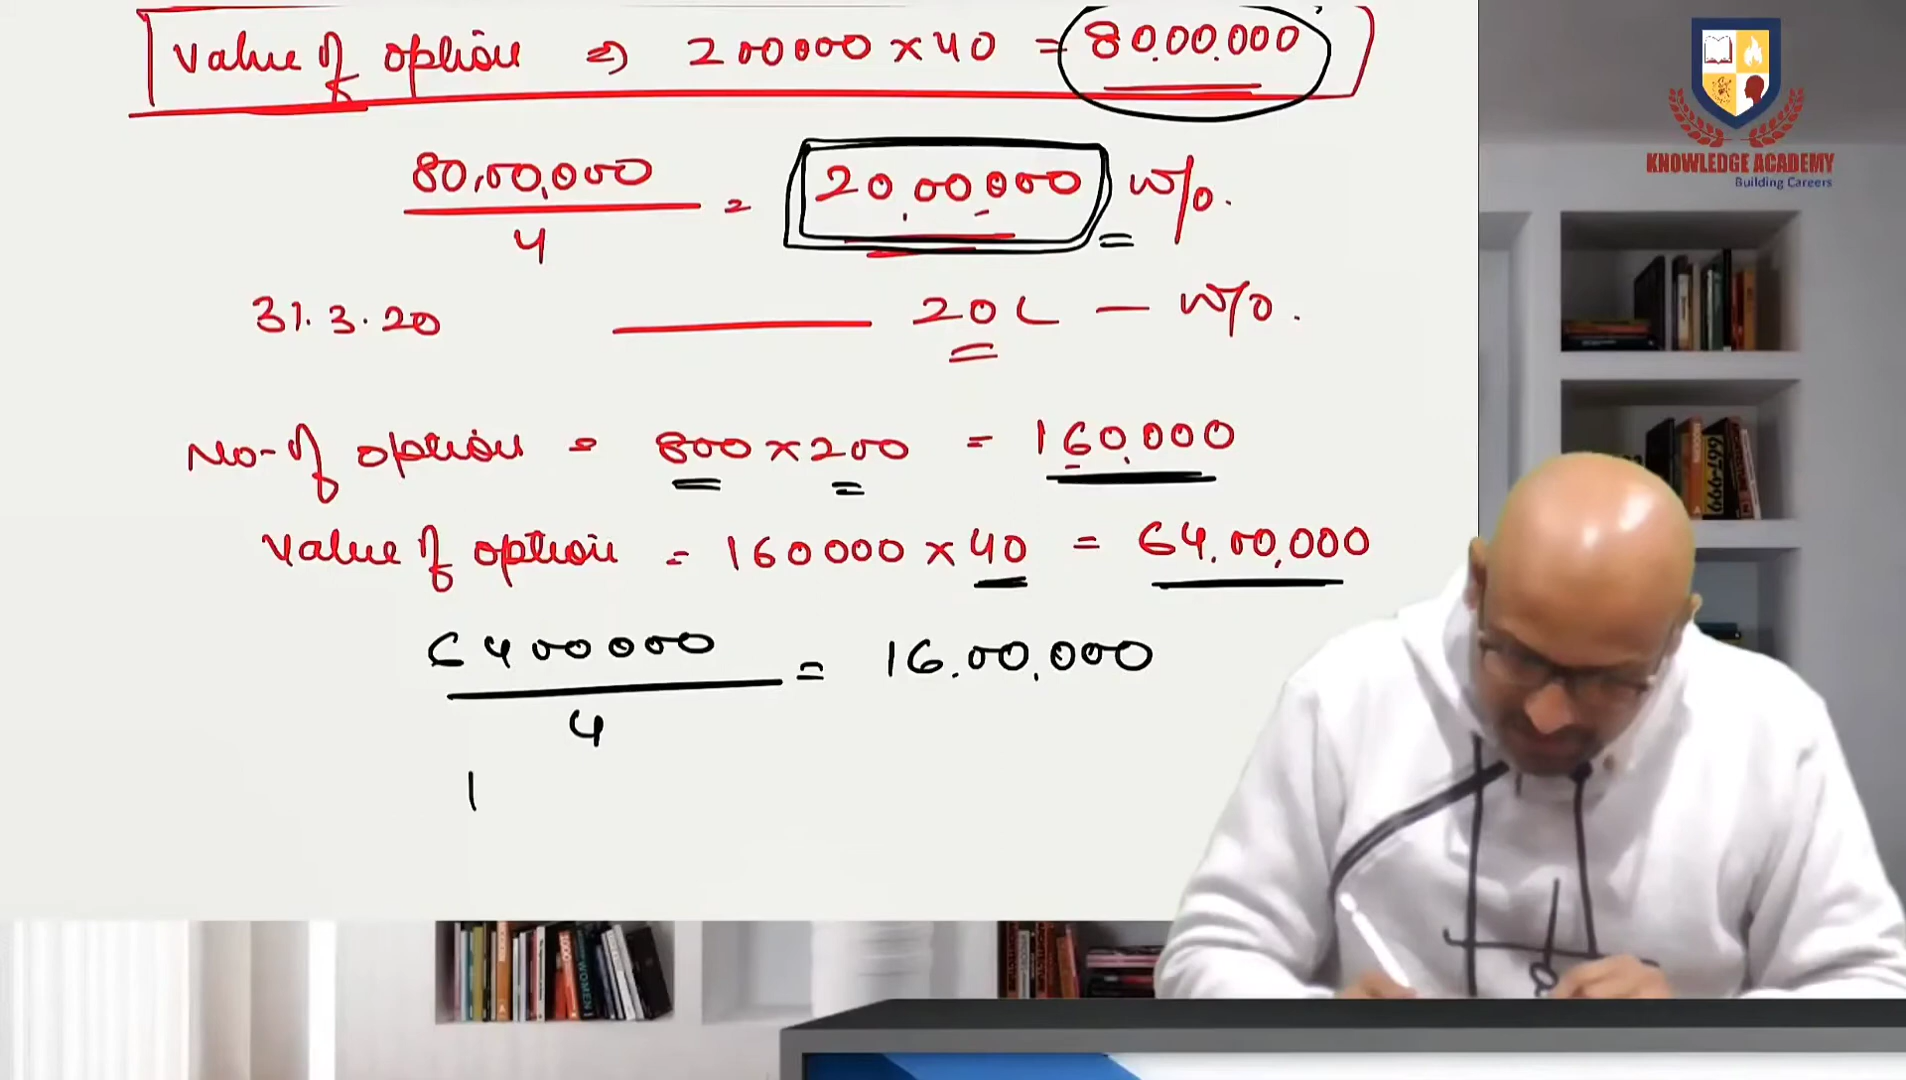 Value of option ⇒ 200000 × 40 = 80,00,000
80,00,000
4
= 20,00,000 w/o.
31.3.20 20L — w/o.
No. of option = 800 × 200 = 160,000
Value of option = 160000 × 40 = 64,00,000
6400000
4
= 16,00,000
KNOWLEDGE ACADEMY
Building Careers